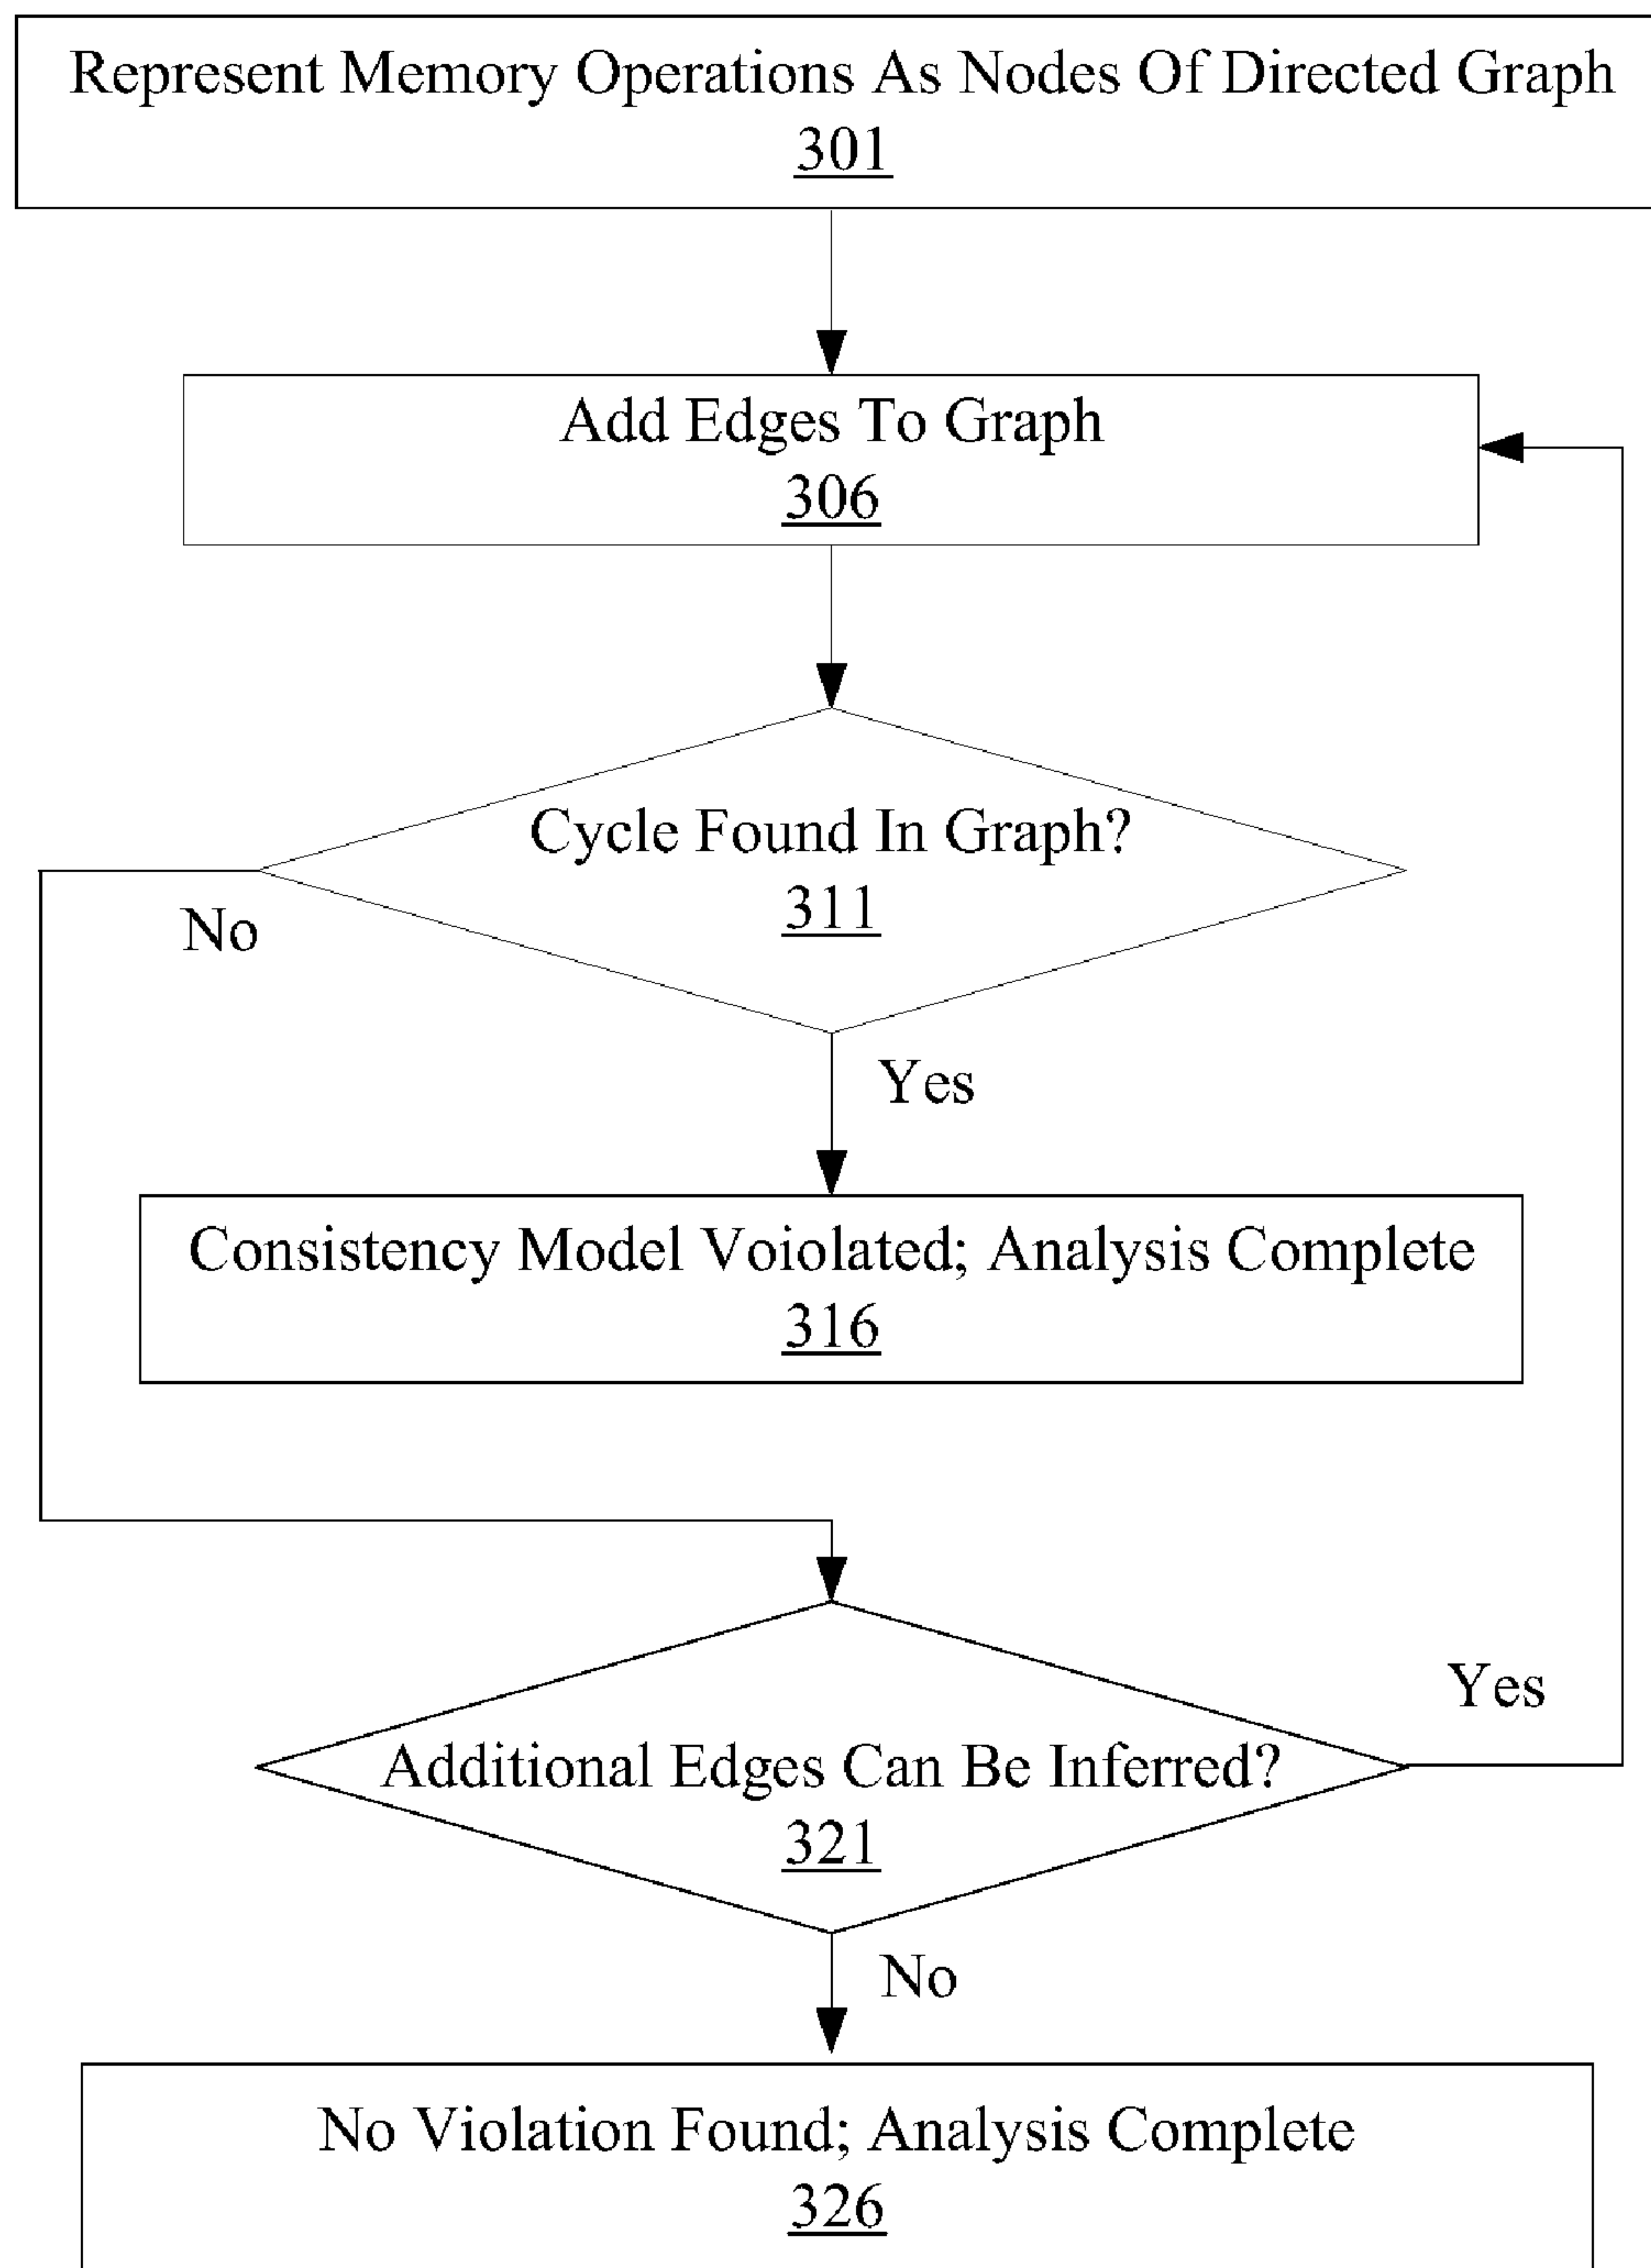 Represent Memory Operations As Nodes Of Directed Graph
301
Add Edges To Graph
306
Cycle Found In Graph?
311
No
Yes
Consistency Model Voiolated; Analysis Complete
316
Yes
Additional Edges Can Be Inferred?
321
No
No Violation Found; Analysis Complete
326